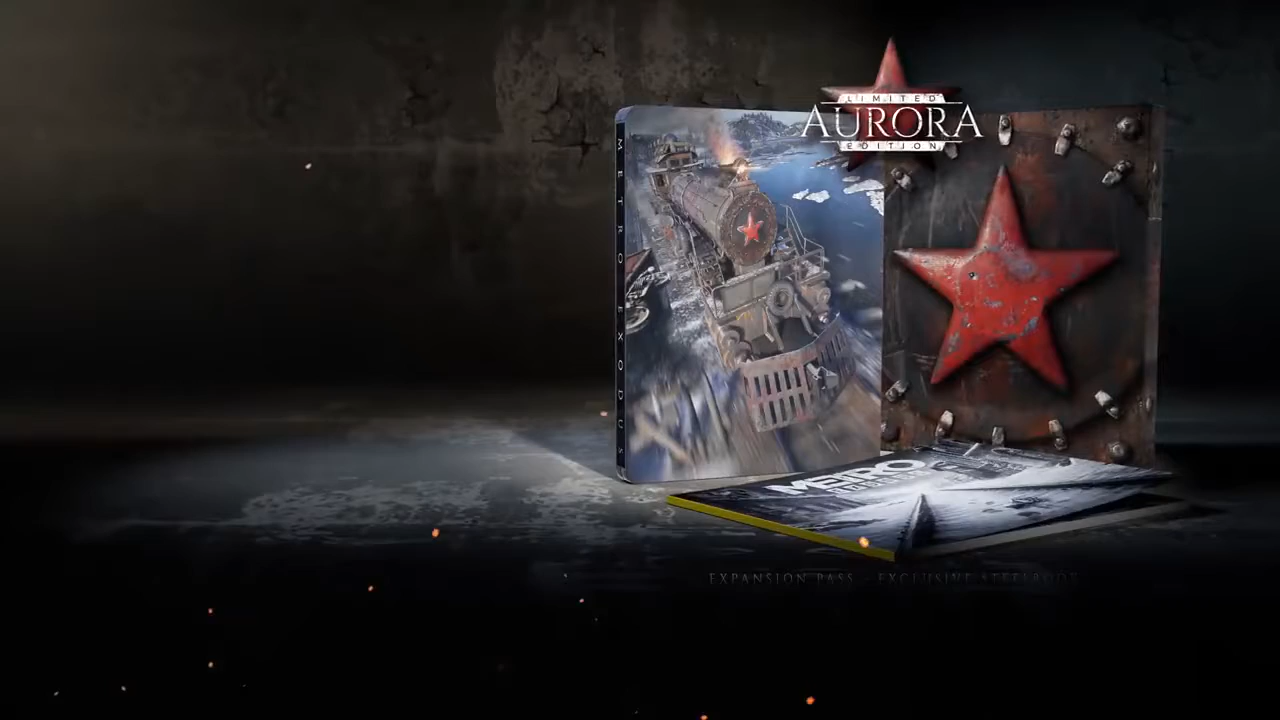 LIMITED
AURORA
EDITION
METRO EXODUS
METRO
EXPANSION PASS - EXCLUSIVE STEELBOOK